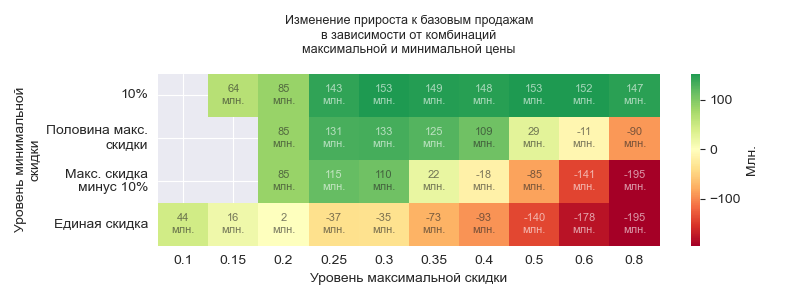 Изменение прироста к базовым продажам
в зависимости от комбинаций
максимальной и минимальной цены
Уровень минимальной
скидки
10%
64 млн. 85 млн. 143 млн. 153 млн. 149 млн. 148 млн. 153 млн. 152 млн. 147 млн.
Половина макс.
скидки
85 млн. 131 млн. 133 млн. 125 млн. 109 млн. 29 млн. -11 млн. -90 млн.
Макс. скидка
минус 10%
85 млн. 115 млн. 110 млн. 22 млн. -18 млн. -85 млн. -141 млн. -195 млн.
Единая скидка
44 млн. 16 млн. 2 млн. -37 млн. -35 млн. -73 млн. -93 млн. -140 млн. -178 млн. -195 млн.
0.1 0.15 0.2 0.25 0.3 0.35 0.4 0.5 0.6 0.8
Уровень максимальной скидки
100
0
−100
Млн.